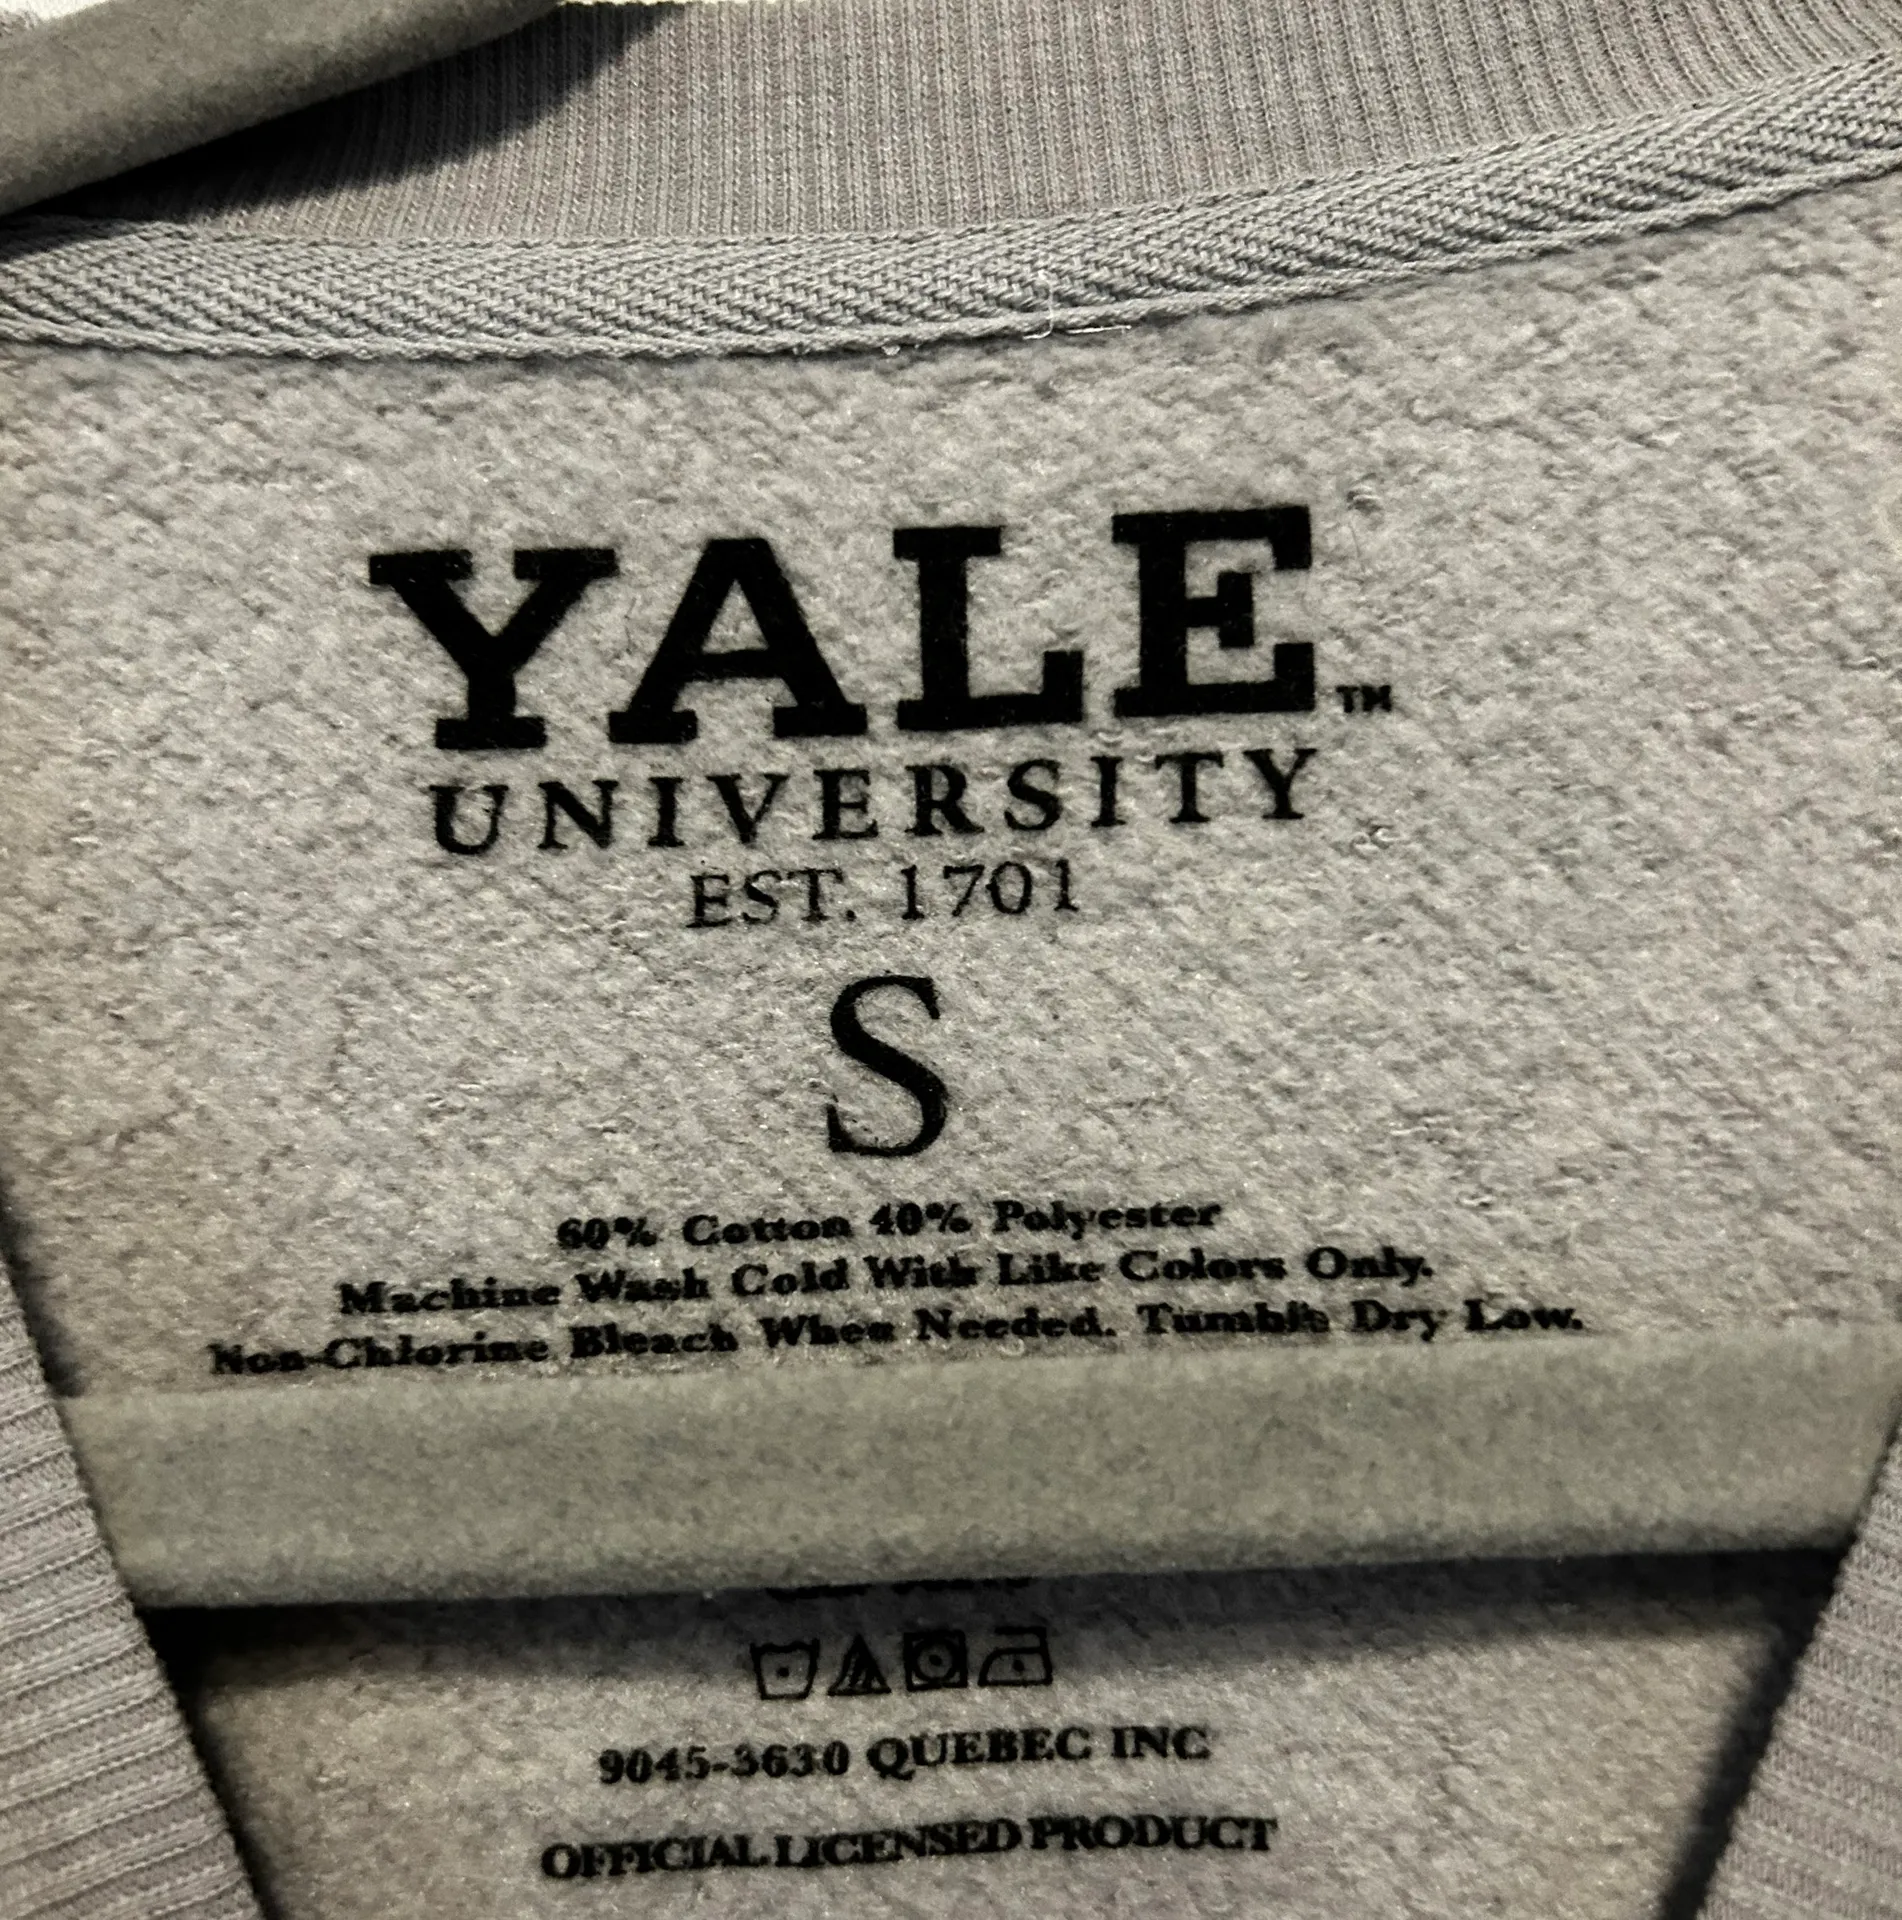 YALE™
UNIVERSITY
EST. 1701
S
60% Cotton 40% Polyester
Machine Wash Cold With Like Colors Only.
Non-Chlorine Bleach When Needed. Tumble Dry Low.
9045-3630 QUEBEC INC
OFFICIAL LICENSED PRODUCT